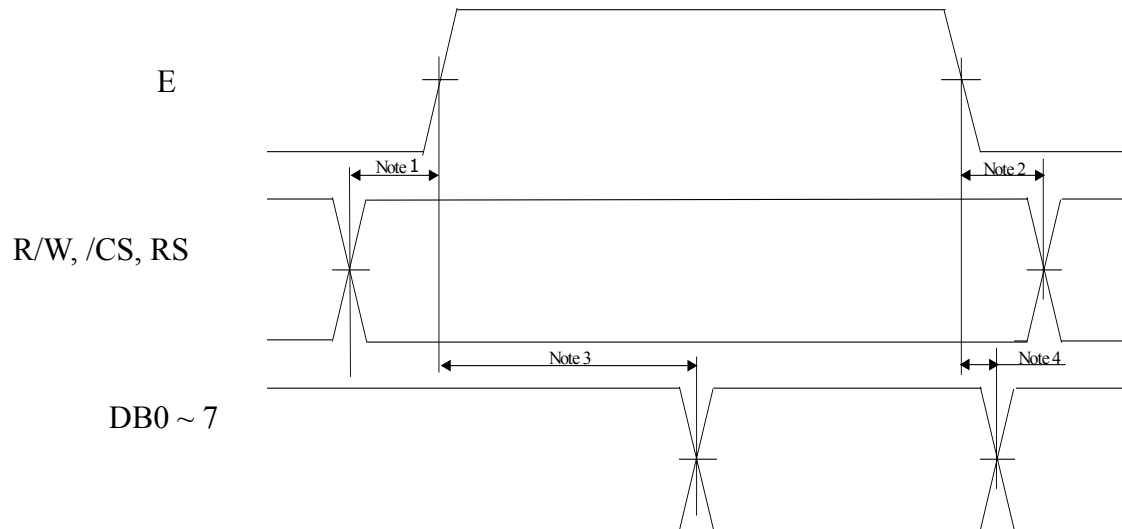 E
Note 1
Note 2
R/W, /CS, RS
Note 3
Note 4
DB0 ~ 7